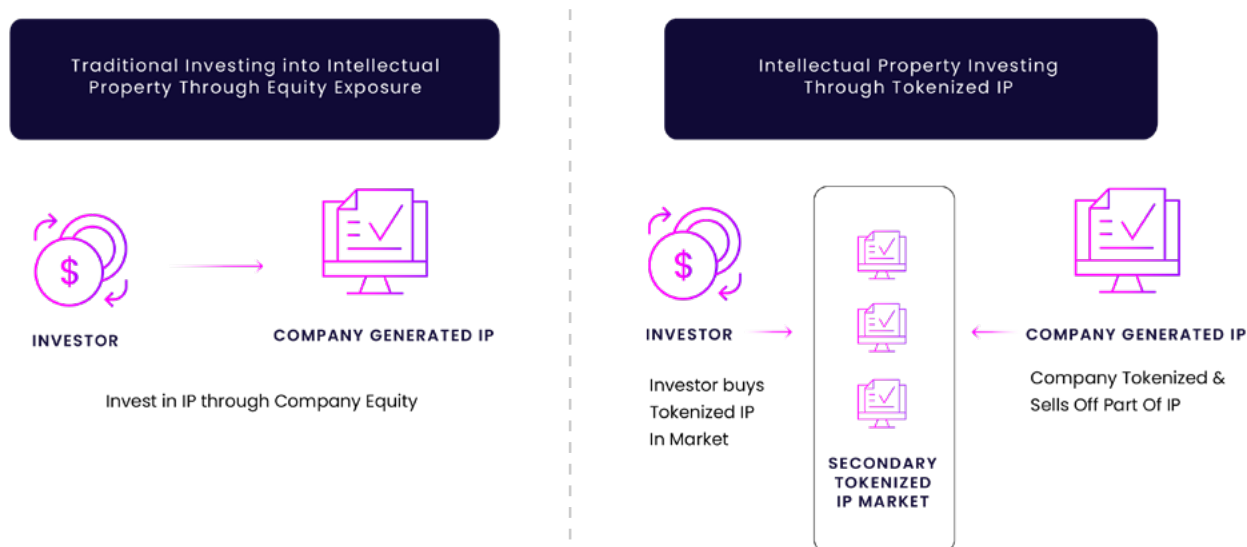 Traditional Investing into Intellectual
Property Through Equity Exposure
$
INVESTOR
COMPANY GENERATED IP
Invest in IP through Company Equity
Intellectual Property Investing
Through Tokenized IP
$
INVESTOR
Investor buys
Tokenized IP
In Market
SECONDARY
TOKENIZED
IP MARKET
COMPANY GENERATED IP
Company Tokenized &
Sells Off Part Of IP